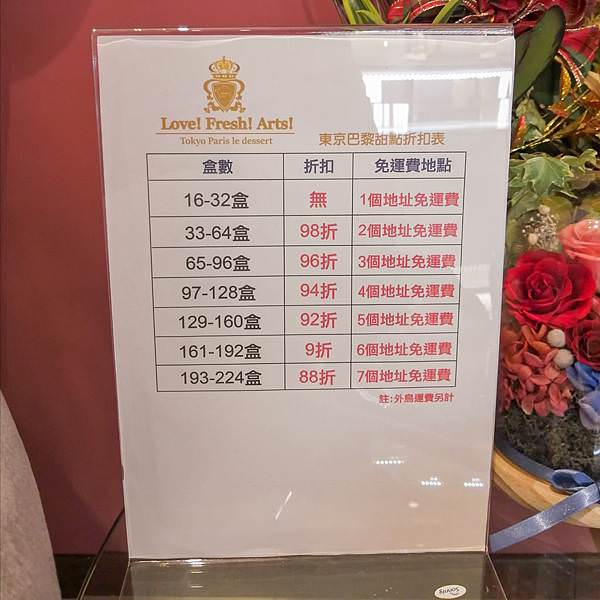 Love! Fresh! Arts!
Tokyo Paris le dessert
東京巴黎甜點折扣表
盒數 折扣 免運費地點
16-32盒 無 1個地址免運費
33-64盒 98折 2個地址免運費
65-96盒 96折 3個地址免運費
97-128盒 94折 4個地址免運費
129-160盒 92折 5個地址免運費
161-192盒 9折 6個地址免運費
193-224盒 88折 7個地址免運費
註:外島運費另計